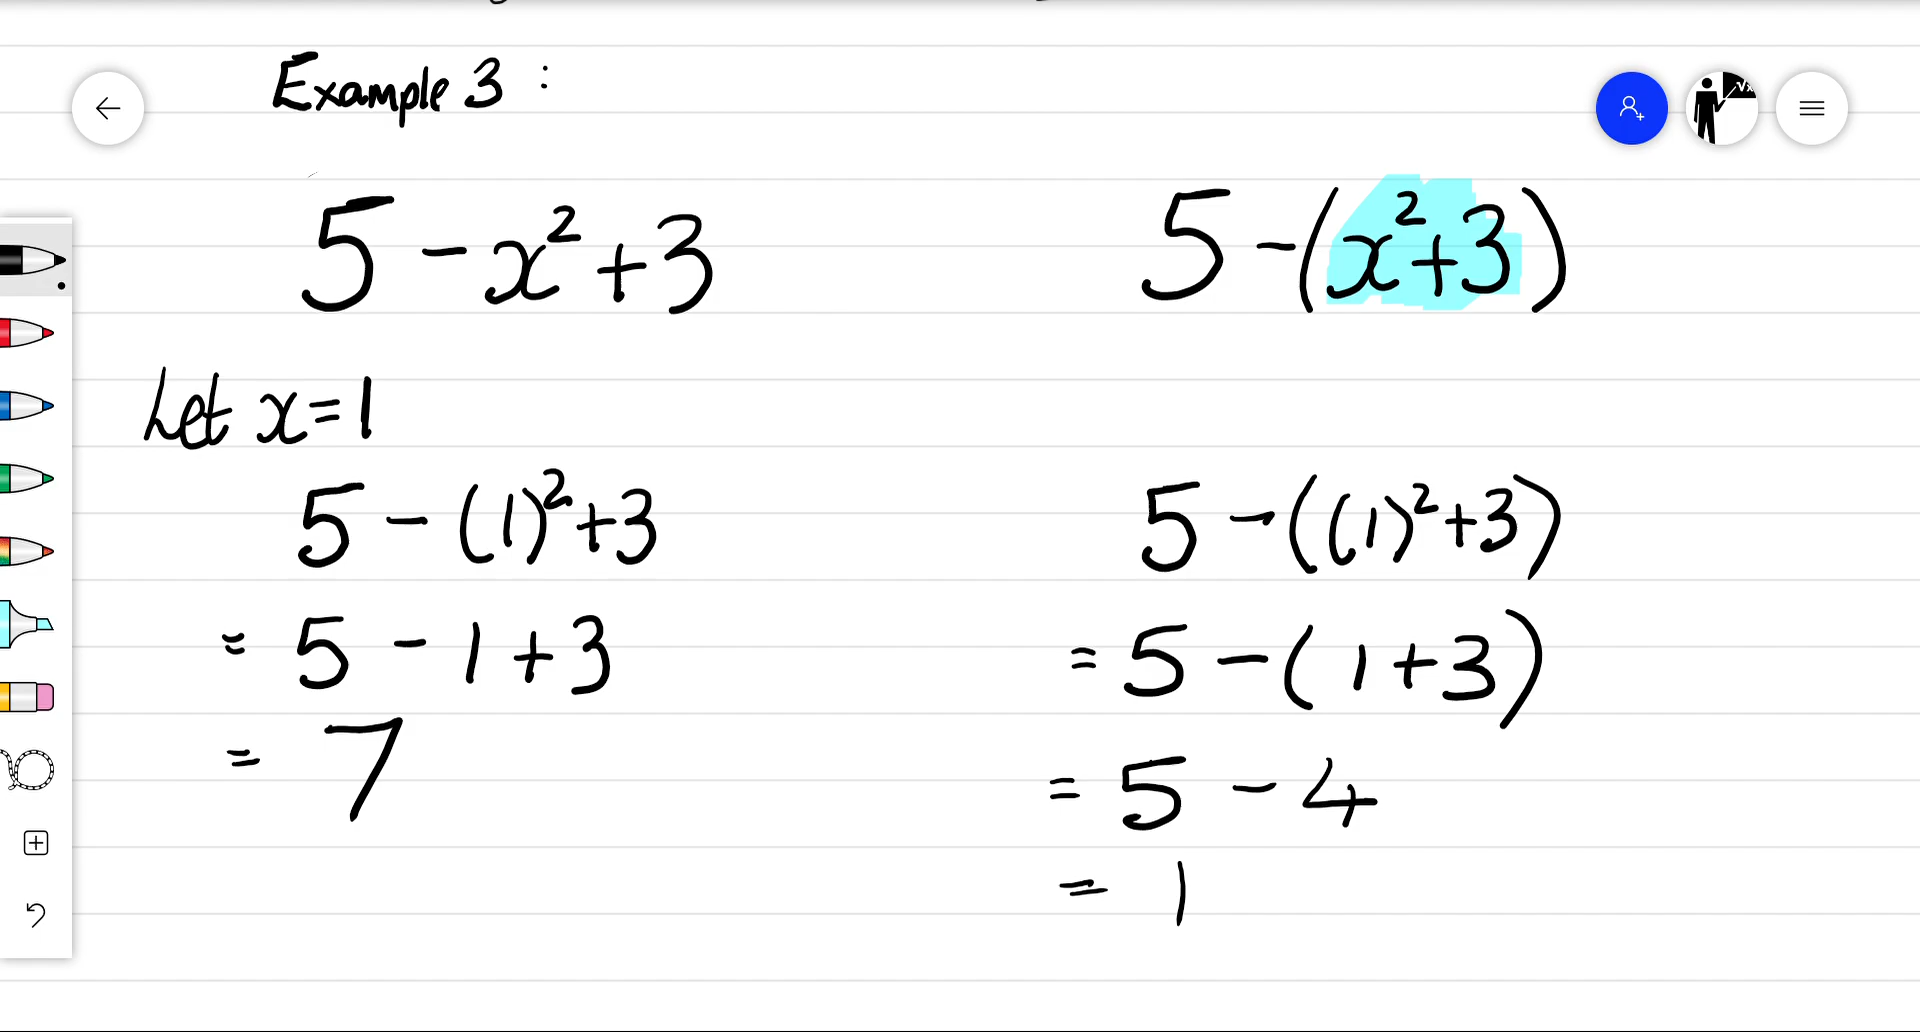 Example 3 :
5 - x² + 3
5 - (x² + 3)
Let x = 1
5 - (1)² + 3
5 - ((1)² + 3)
= 5 - 1 + 3
= 5 - (1 + 3)
= 7
= 5 - 4
= 1